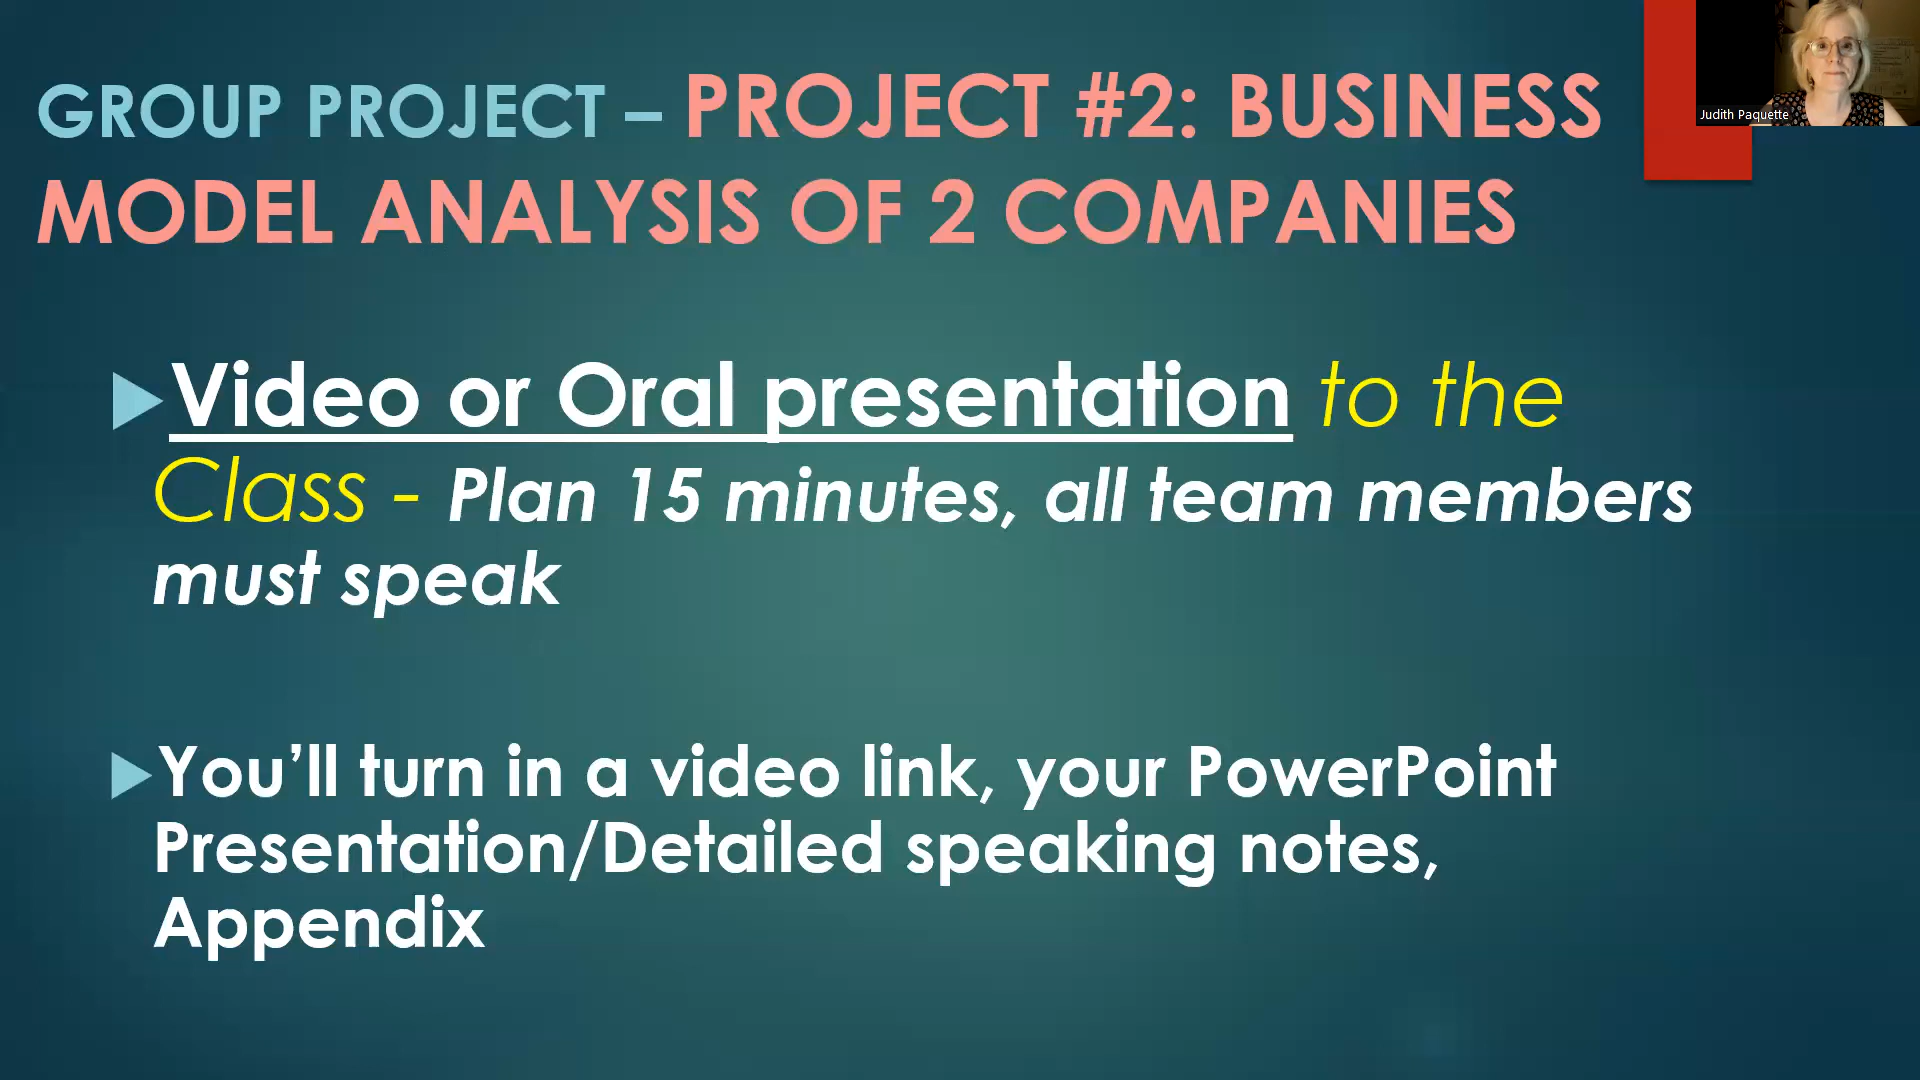 GROUP PROJECT – PROJECT #2: BUSINESS
MODEL ANALYSIS OF 2 COMPANIES
Judith Paquette
Video or Oral presentation to the
Class - Plan 15 minutes, all team members
must speak
You’ll turn in a video link, your PowerPoint
Presentation/Detailed speaking notes,
Appendix